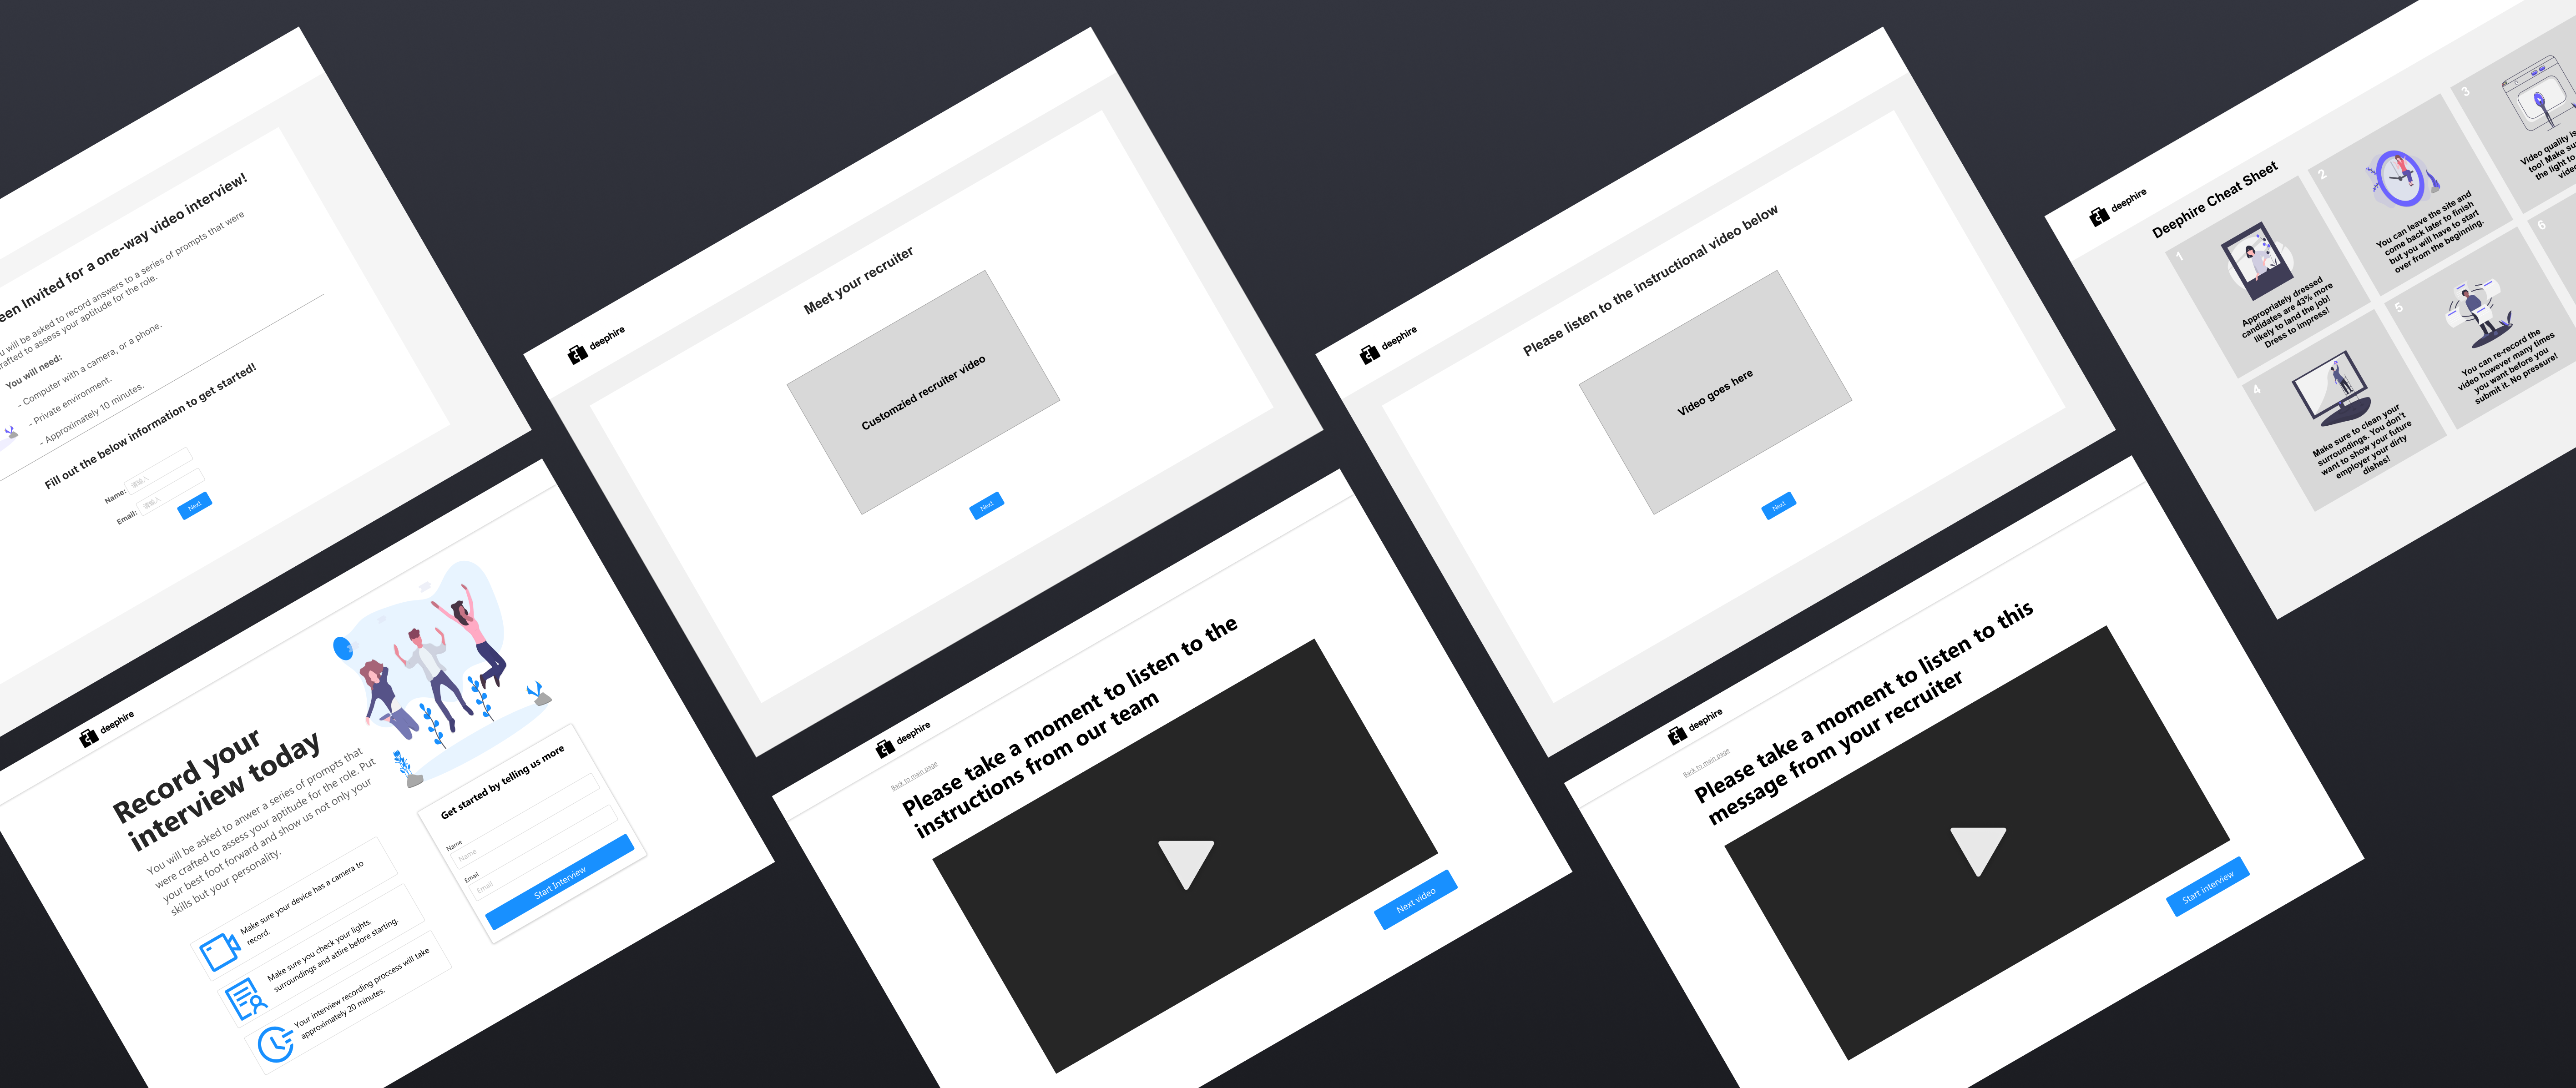 een Invited for a one-way video interview!
u will be asked to record answers to a series of prompts that were
rafted to assess your aptitude for the role.
You will need:
- Computer with a camera, or a phone.
- Private environment.
- Approximately 10 minutes.
Fill out the below information to get started!
Name:
请输入
Email:
请输入
Next
deephire
Meet your recruiter
Customzied recruiter video
Next
deephire
Please listen to the instructional video below
Video goes here
Next
deephire
Deephire Cheat Sheet
1
Appropriately dressed
candidates are 43% more
likely to land the job!
Dress to impress!
2
You can leave the site and
come back later to finish
but you will have to start
over from the beginning.
3
Video quality is
too! Make su
the light to
vide
4
Make sure to clean your
surroundings. You don't
want to show your future
employer your dirty
dishes!
5
You can re-record the
video however many times
you want before you
submit it. No pressure!
6
deephire
Record your
interview today
You will be asked to anwer a series of prompts that
were crafted to assess your aptitude for the role. Put
your best foot forward and show us not only your
skills but your personality.
Make sure your device has a camera to
record.
Make sure you check your lights,
surroundings and attire before starting.
Your interview recording proccess will take
approximately 20 minutes.
Get started by telling us more
Name
Name
Email
Email
Start Interview
deephire
Back to main page
Please take a moment to listen to the
instructions from our team
Next video
deephire
Back to main page
Please take a moment to listen to this
message from your recruiter
Start interview